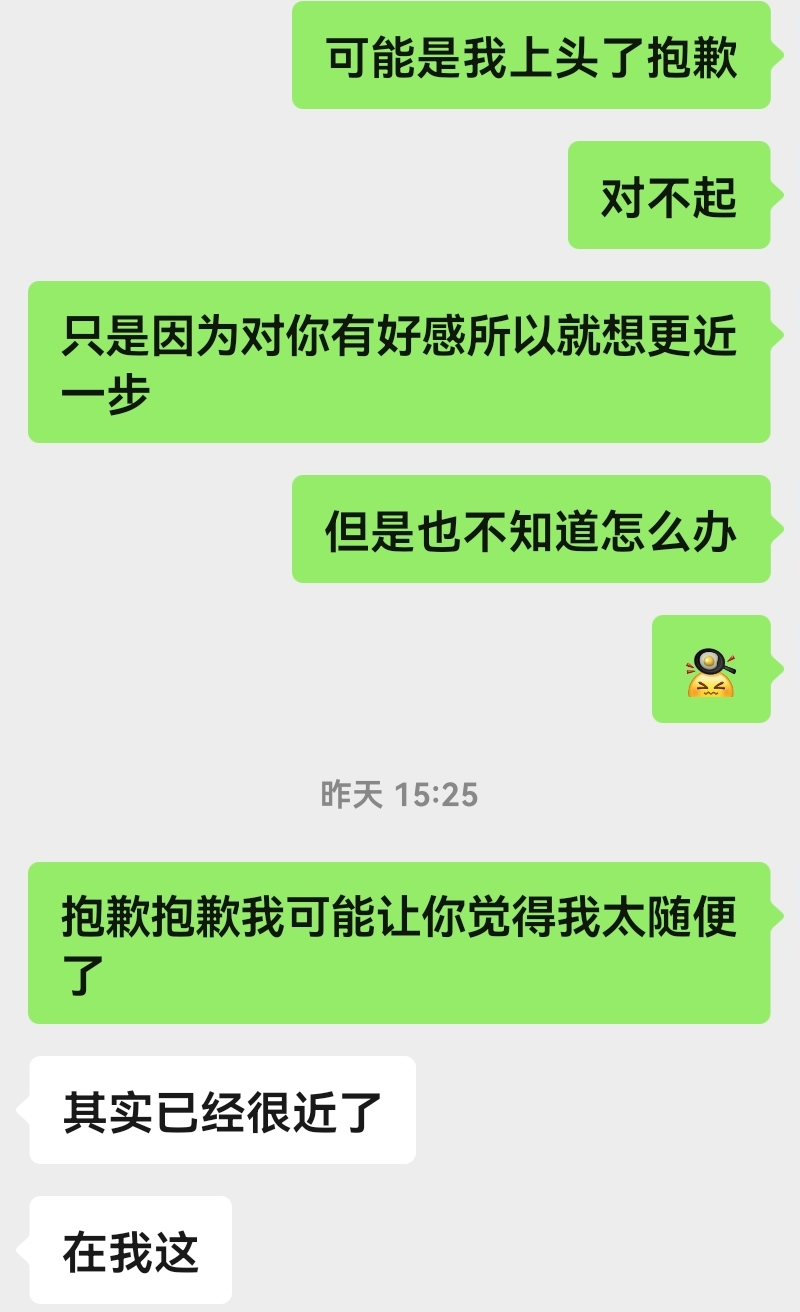 可能是我上头了抱歉
对不起
只是因为对你有好感所以就想更近
一步
但是也不知道怎么办
昨天 15:25
抱歉抱歉我可能让你觉得我太随便
了
其实已经很近了
在我这